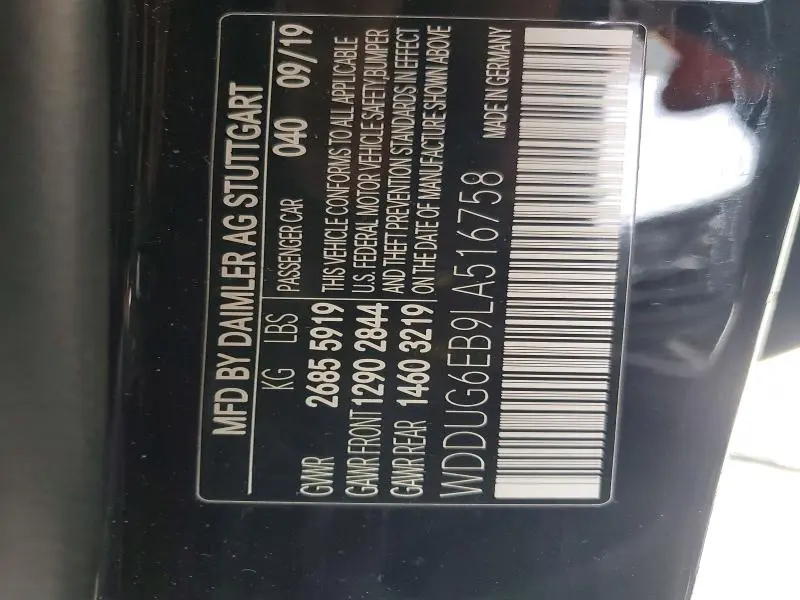 MFD BY DAIMLER AG STUTTGART
KG LBS PASSENGER CAR 040 09/19
GVWR 2685 5919 THIS VEHICLE CONFORMS TO ALL APPLICABLE
GAWR FRONT 1290 2844 U.S. FEDERAL MOTOR VEHICLE SAFETY,BUMPER
GAWR REAR 1460 3219 AND THEFT PREVENTION STANDARDS IN EFFECT
ON THE DATE OF MANUFACTURE SHOWN ABOVE
WDDUG6EB9LA516758 MADE IN GERMANY